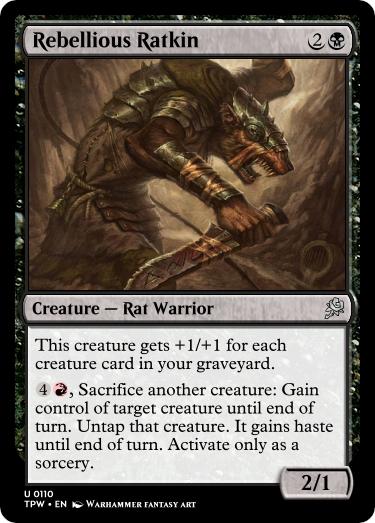 Rebellious Ratkin 2
Creature — Rat Warrior
This creature gets +1/+1 for each
creature card in your graveyard.
4 , Sacrifice another creature: Gain
control of target creature until end of
turn. Untap that creature. It gains haste
until end of turn. Activate only as a
sorcery.
2/1
U 0110
TPW • EN Warhammer fantasy art